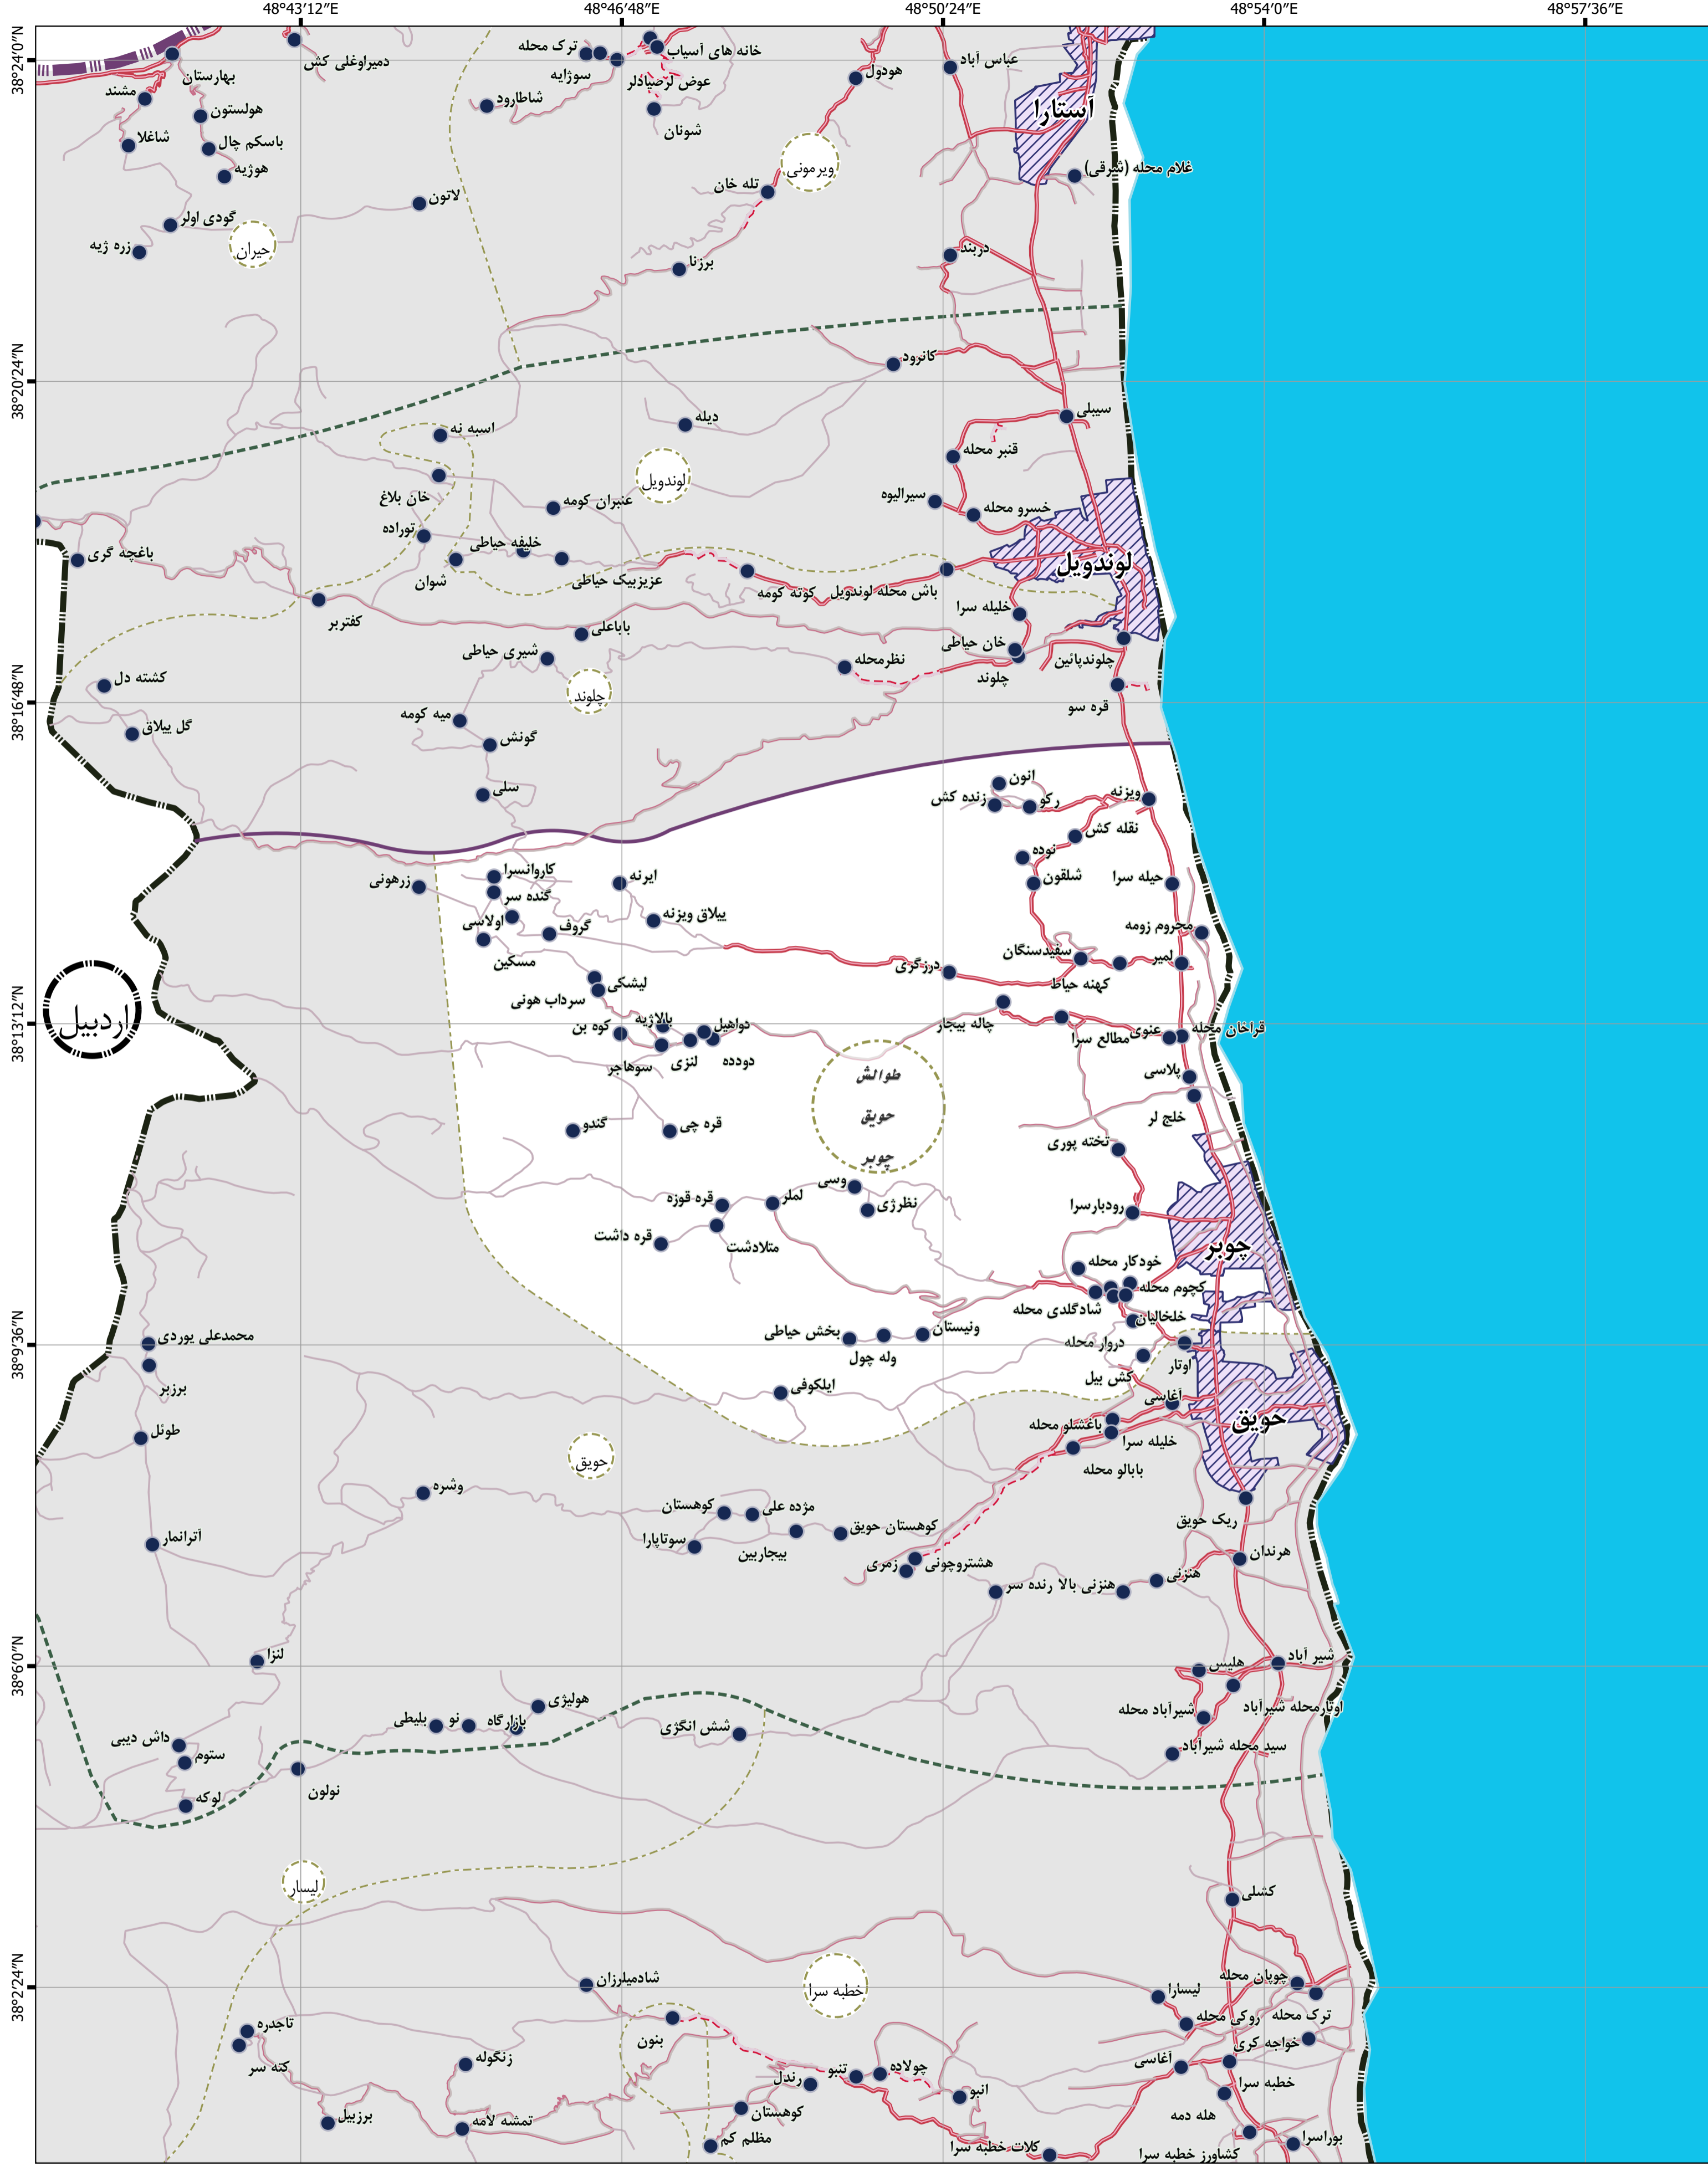 48°43′12″E
48°46′48″E
48°50′24″E
48°54′0″E
48°57′36″E
38°24′0″N
38°20′24″N
38°16′48″N
38°13′12″N
38°9′36″N
38°6′0″N
38°2′24″N
بهارستان
دمیراوغلی کش
ترک محله
سوژایه
خانه های آسیاب
عوض لرصیادلر
هودول
عباس آباد
آستارا
مشند
هولستون
شاطارود
شونان
شاغلا
باسکم چال
هوژیه
ویرمونی
غلام محله (شرقی)
لاتون
تله خان
گودی اولر
زره ژیه
حیران
دربند
برزنا
کانرود
سیبلی
اسبه نه
دیله
قنبر محله
لوندویل
خان بلاغ
عنبران کومه
سیرالیوه
خسرو محله
توراده
باغچه گری
خلیفه حیاطی
شوان
عزیزبیک حیاطی
کوته کومه
باش محله لوندویل
لوندویل
خلیله سرا
کفتربر
باباعلی
خان حیاطی
شیری حیاطی
نظرمحله
چلوند
چلوندپائین
کشته دل
چلوند
قره سو
میه کومه
گل ییلاق
گونش
سلی
انون
زنده کش
رکو
ویزنه
نقله کش
نوده
کاروانسرا
زرهونی
گنده سر
ایرنه
شلقون
حیله سرا
اولاسی
گروف
ییلاق ویزنه
محروم زومه
مسکین
سفیدسنگان
لمیر
درزگری
کهنه حیاط
لیشکی
سرداب هونی
اردبیل
کوه بن
بالاژیه
دواهیل
چاله بیجار
مطالع سرا
عنوی
قراخان محله
سوهاجر
لنزی
دودده
پلاسی
طوالش
حویق
چوبر
خلج لر
گندو
قره چی
تخته پوری
وسی
نظرژی
لملر
قره قوزه
قره داشت
متلادشت
رودبارسرا
چوبر
خودکار محله
کچوم محله
شادگلدی محله
خلخالیان
محمدعلی یوردی
بخش حیاطی
وله چول
ونیستان
دروار محله
اوتار
برزبر
ایلکوفی
کش بیل
آغاسی
طوئل
باغشلو محله
خلیله سرا
حویق
حویق
بابالو محله
وشره
کوهستان
مژده علی
ریک حویق
آترانمار
سوتاپارا
بیجاربین
کوهستان حویق
زمری
هشتروچونی
هرندان
هنزنی
هنزنی بالا
رنده سر
لنزا
هلیس
شیر آباد
هولیژی
شیرآباد محله
اوتارمحله شیرآباد
داش دیبی
بلیطی
نو
بازارگاه
شش انگژی
سید محله شیرآباد
ستوم
نولون
لوکه
لیسار
کشلی
شادمیلرزان
خطبه سرا
چوپان محله
لیسارا
ترک محله
روکی محله
تاجدره
بنون
خواجه کری
کته سر
زنگوله
رندل
تنبو
چولاده
آغاسی
انبو
خطبه سرا
برزبیل
تمشه لامه
کوهستان
مظلم کم
هله دمه
کلات خطبه سرا
کشاورز خطبه سرا
بوراسرا